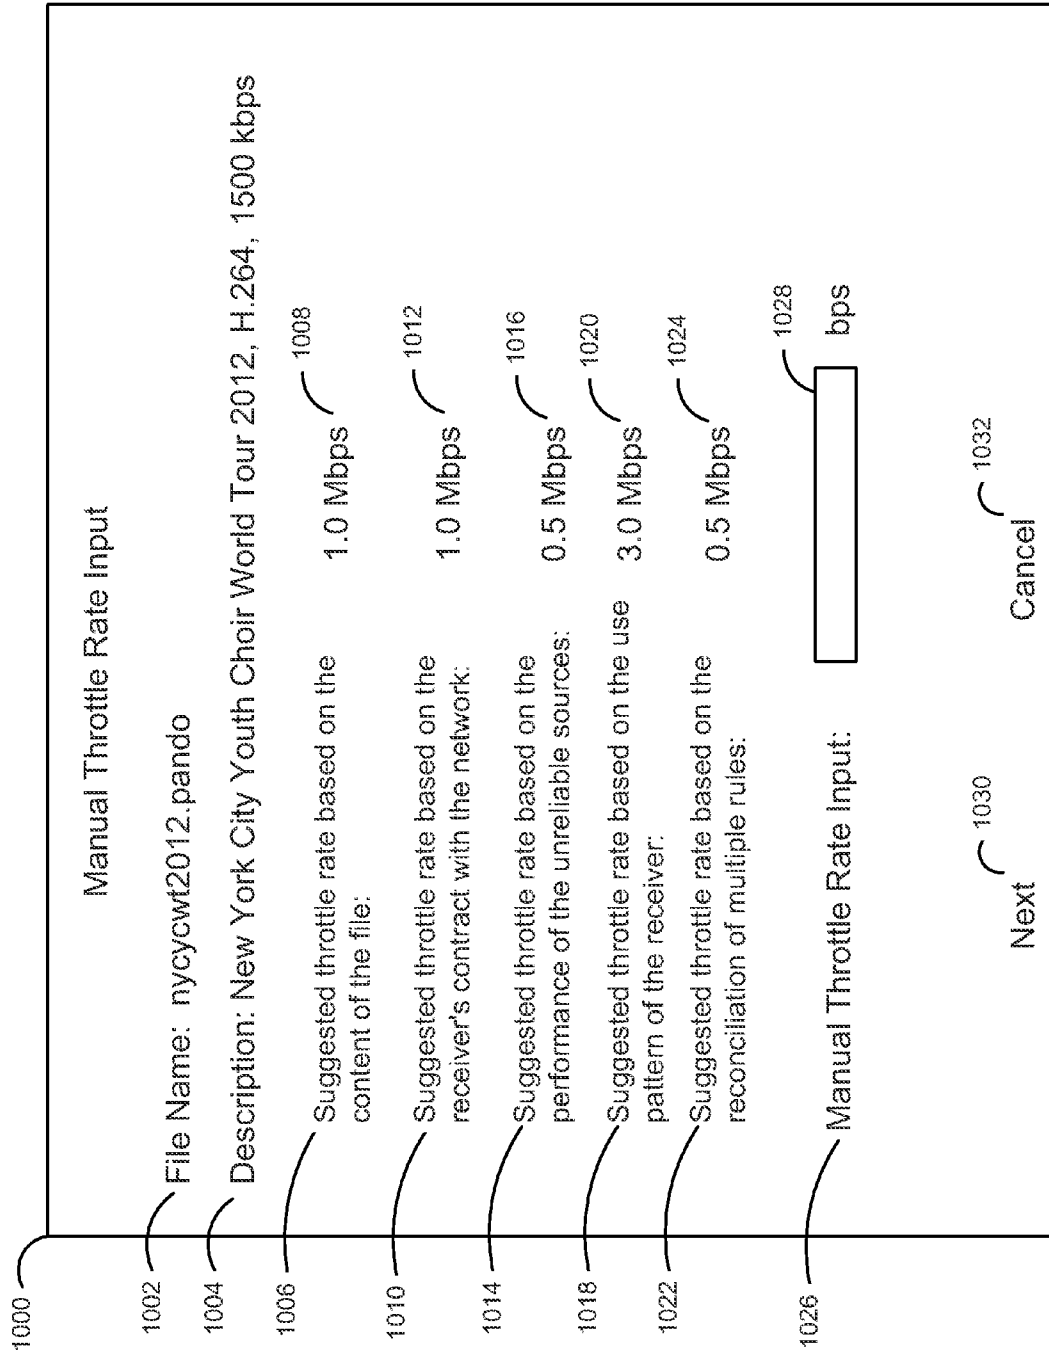 1000
Manual Throttle Rate Input
1002
File Name: nycywt2012.pando
1004
Description: New York City Youth Choir World Tour 2012, H.264, 1500 kbps
1006
Suggested throttle rate based on the
content of the file:
1.0 Mbps
1008
1010
Suggested throttle rate based on the
receiver's contract with the network:
1.0 Mbps
1012
1014
Suggested throttle rate based on the
performance of the unreliable sources:
0.5 Mbps
1016
1018
Suggested throttle rate based on the use
pattern of the receiver:
3.0 Mbps
1020
1022
Suggested throttle rate based on the
reconciliation of multiple rules:
0.5 Mbps
1024
1026
Manual Throttle Rate Input:
bps
1028
Next
1030
Cancel
1032